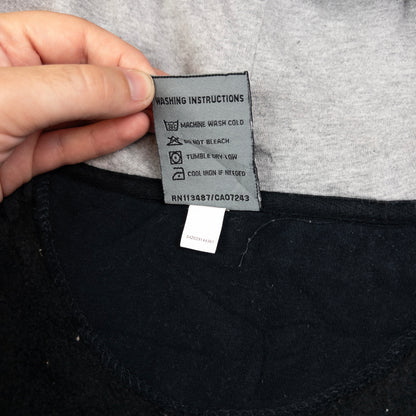 WASHING INSTRUCTIONS
MACHINE WASH COLD
DO NOT BLEACH
TUMBLE DRY LOW
COOL IRON IF NEEDED
RN113487/CA07243